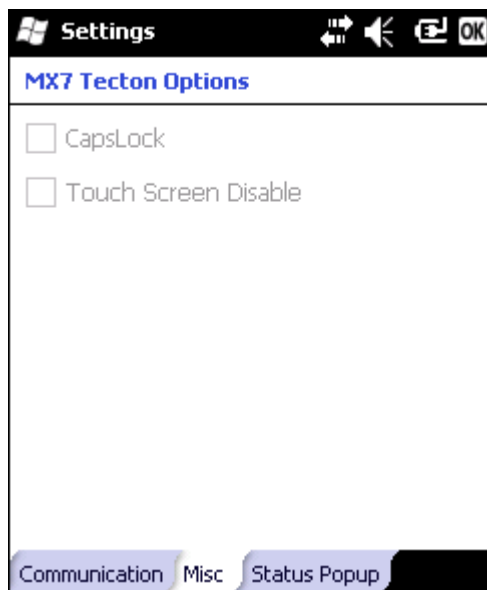 Settings OK
MX7 Tecton Options
CapsLock
Touch Screen Disable
Communication Misc Status Popup